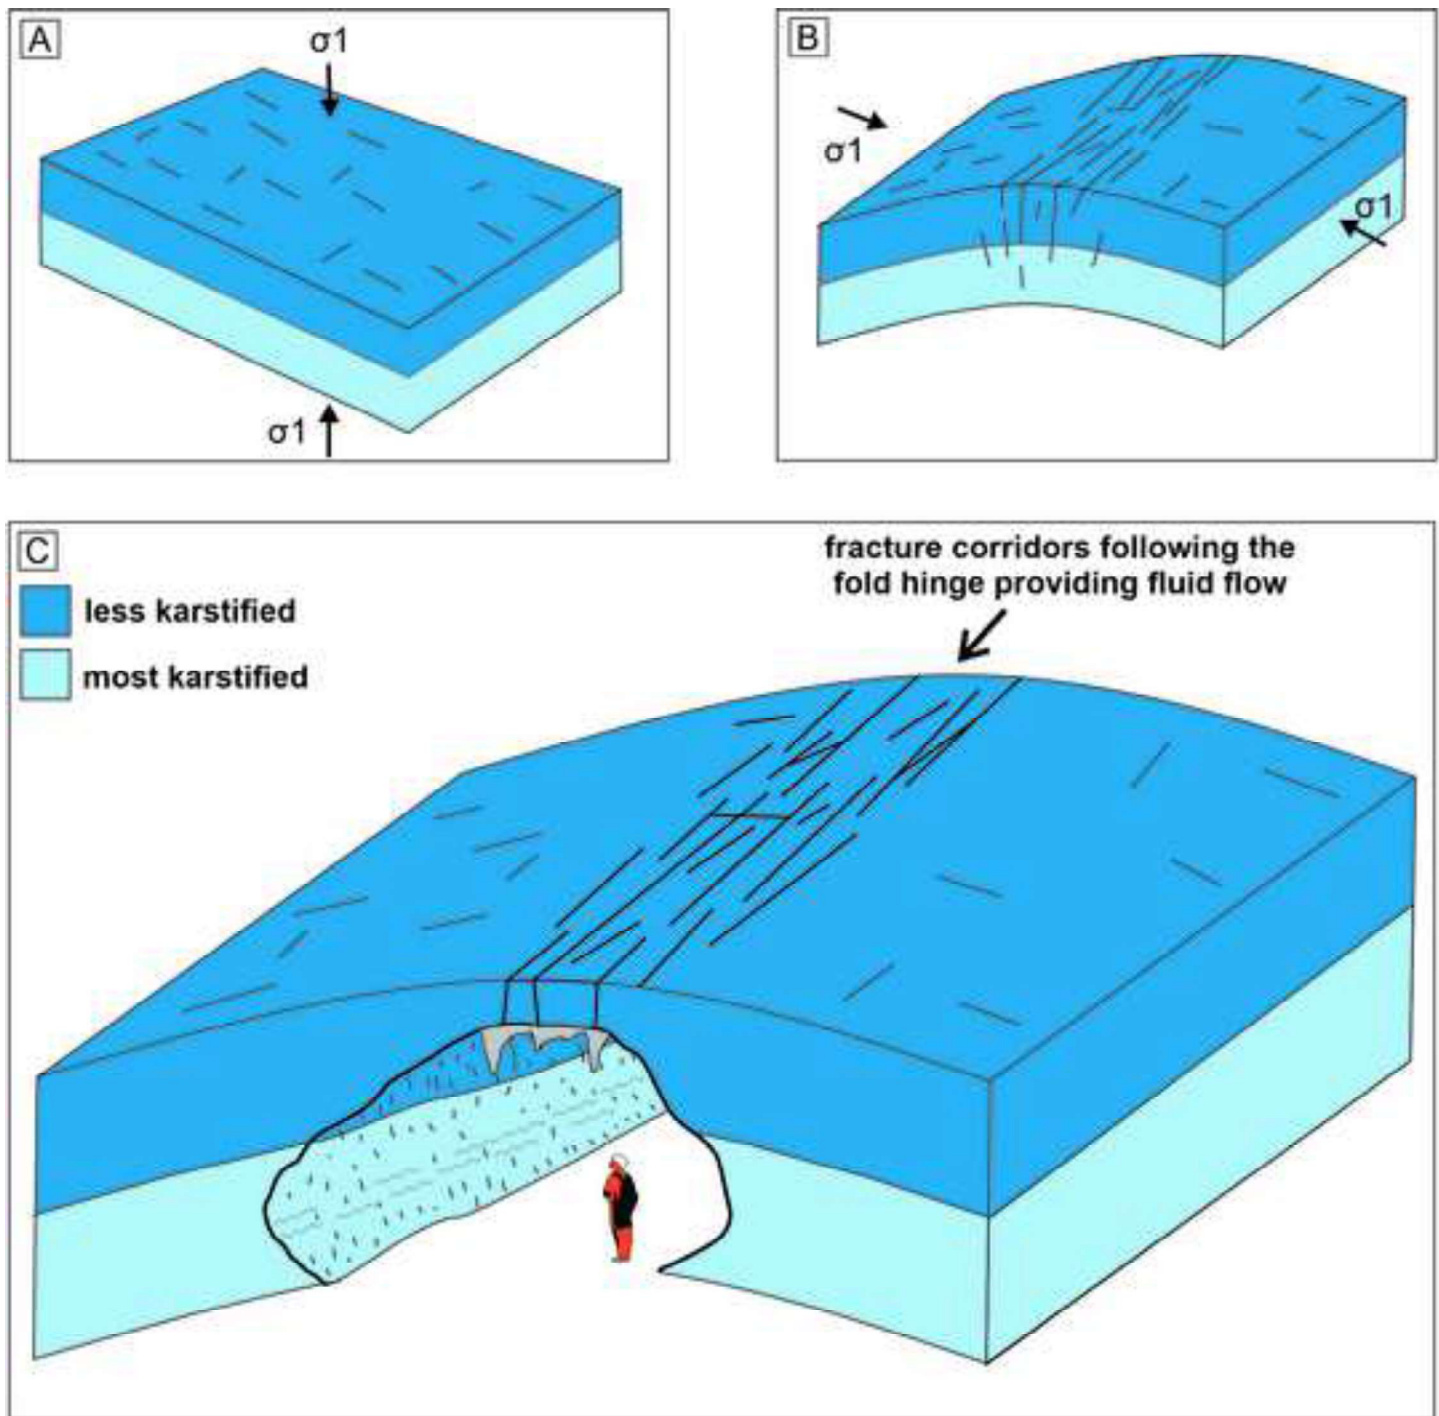 A
σ1
σ1
B
σ1
σ1
C
fracture corridors following the
fold hinge providing fluid flow
less karstified
most karstified